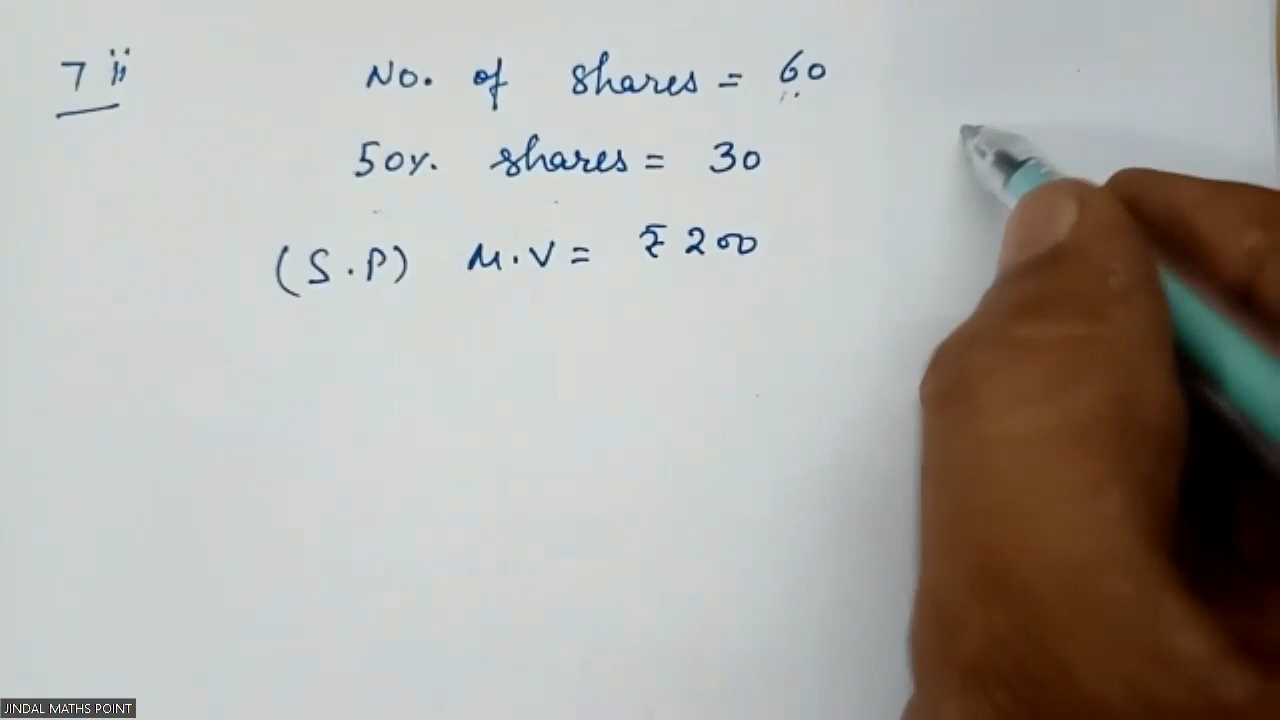 7 ii No. of shares = 60
50%. shares = 30
(S.P) M.V = ₹ 200
JINDAL MATHS POINT